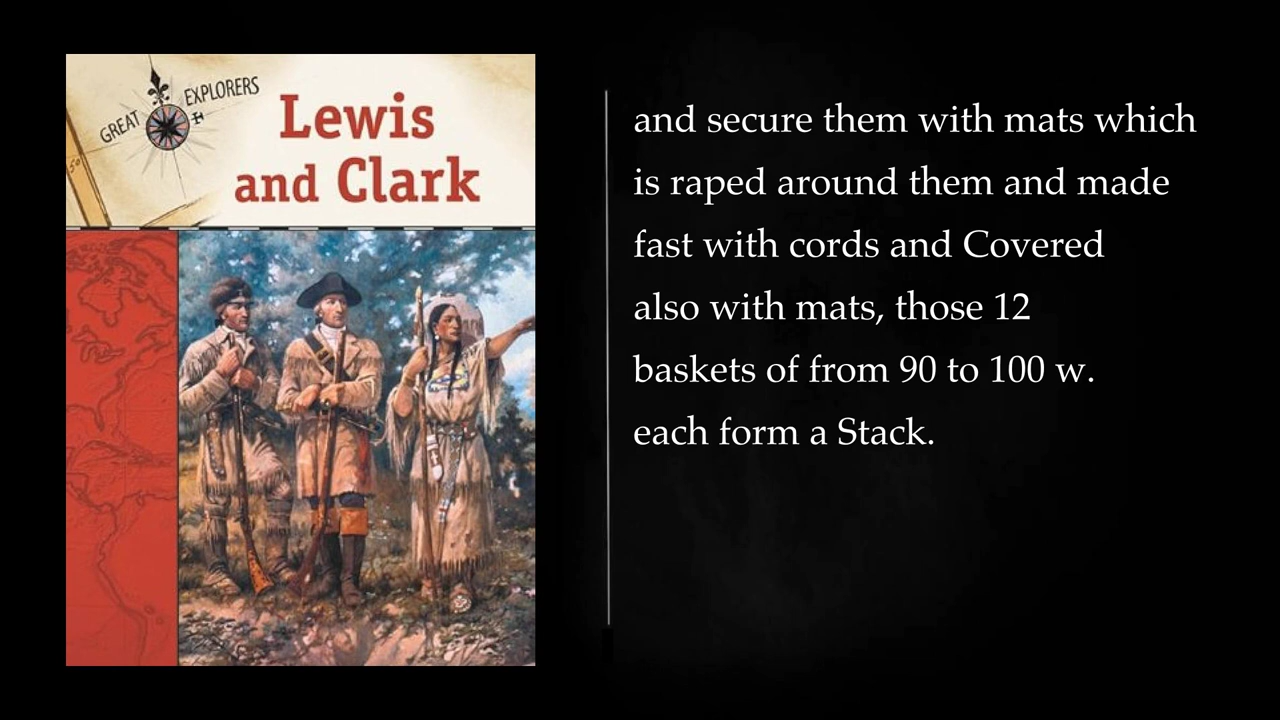 GREAT EXPLORERS
Lewis
and Clark
50
and secure them with mats which
is raped around them and made
fast with cords and Covered
also with mats, those 12
baskets of from 90 to 100 w.
each form a Stack.